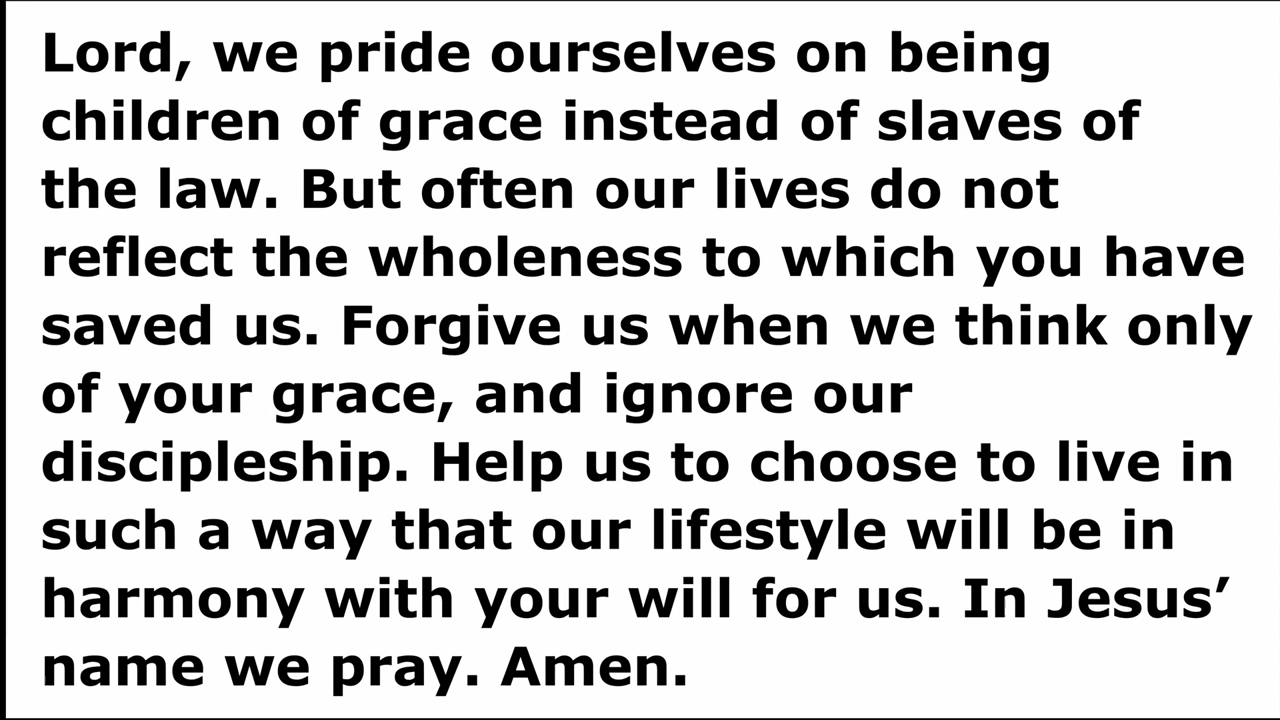 Lord, we pride ourselves on being
children of grace instead of slaves of
the law. But often our lives do not
reflect the wholeness to which you have
saved us. Forgive us when we think only
of your grace, and ignore our
discipleship. Help us to choose to live in
such a way that our lifestyle will be in
harmony with your will for us. In Jesus’
name we pray. Amen.